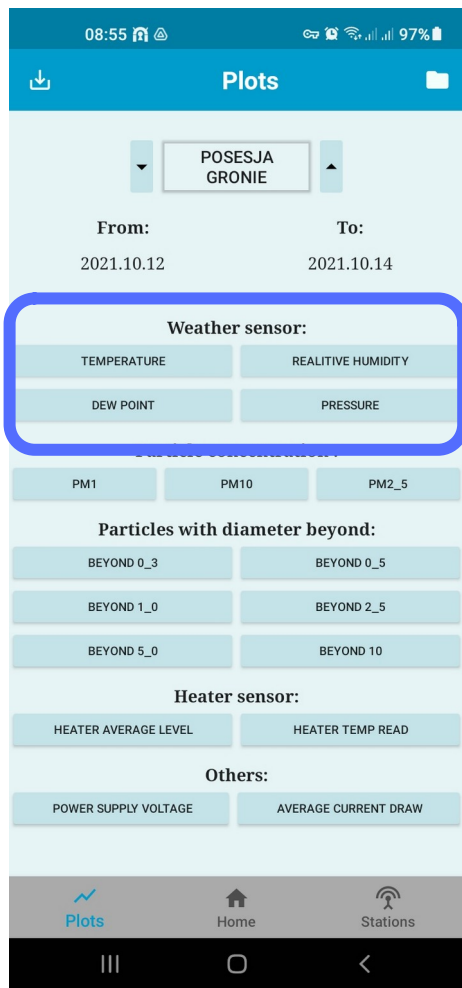 08:55 97%
Plots
POSESJA
GRONIE
From: To:
2021.10.12 2021.10.14
Weather sensor:
TEMPERATURE REALITIVE HUMIDITY
DEW POINT PRESSURE
PM1 PM10 PM2_5
Particles with diameter beyond:
BEYOND 0_3 BEYOND 0_5
BEYOND 1_0 BEYOND 2_5
BEYOND 5_0 BEYOND 10
Heater sensor:
HEATER AVERAGE LEVEL HEATER TEMP READ
Others:
POWER SUPPLY VOLTAGE AVERAGE CURRENT DRAW
Plots Home Stations